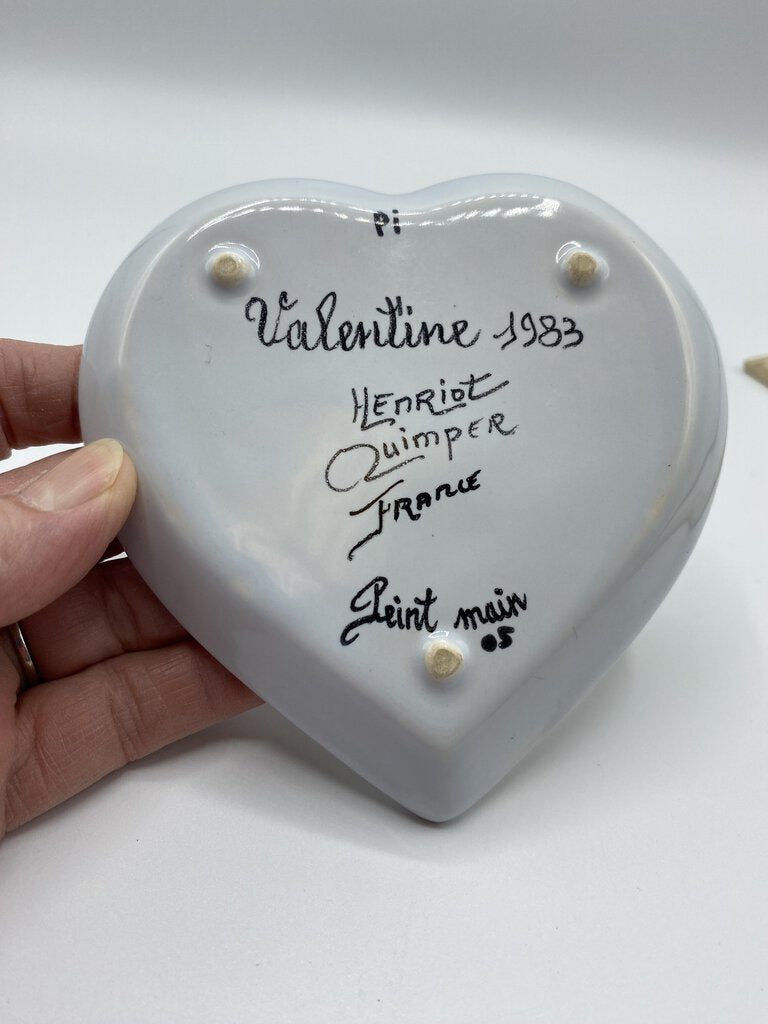 pi
Valentine 1983
HENRiot
QuimpER
FRANCE
Peint main
05